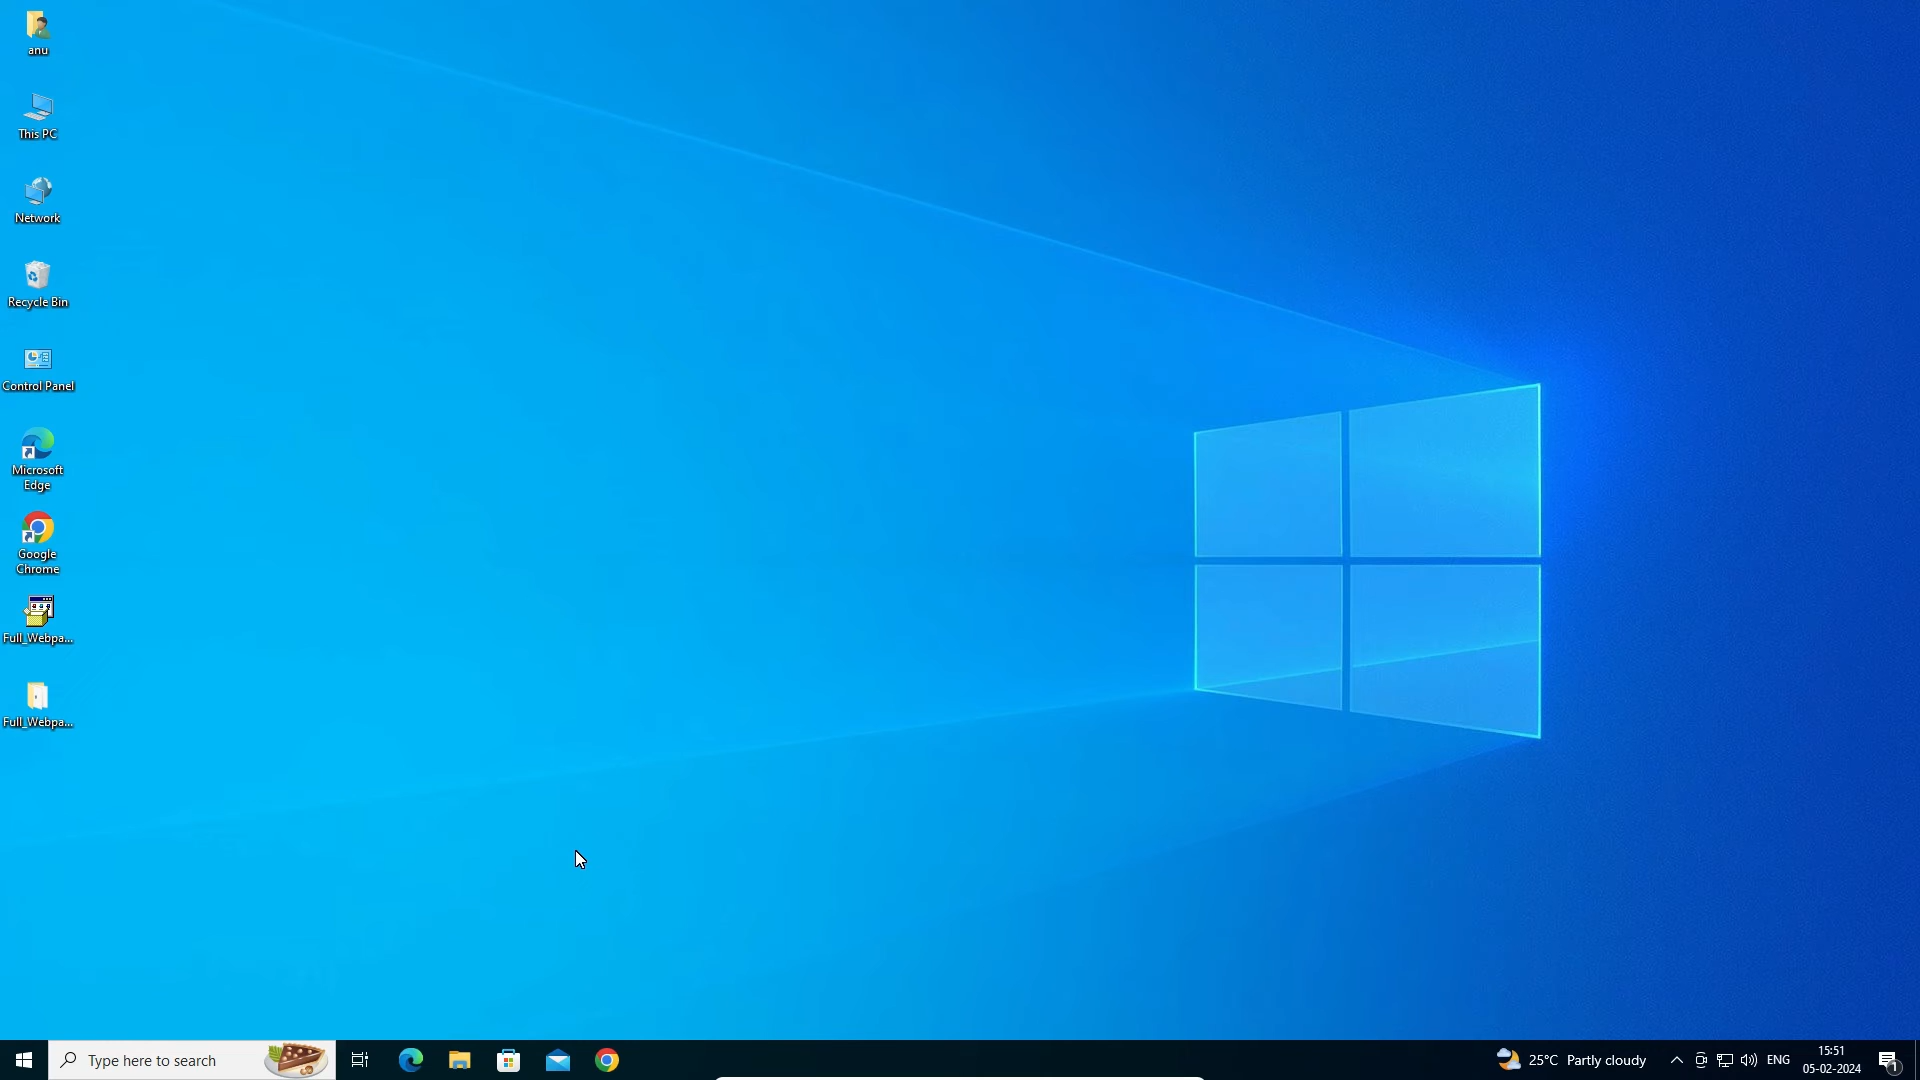 anu
This PC
Network
Recycle Bin
Control Panel
Microsoft
Edge
Google
Chrome
Full_Webpa...
Full_Webpa...
Type here to search
25°C Partly cloudy
ENG
15:51
05-02-2024
1